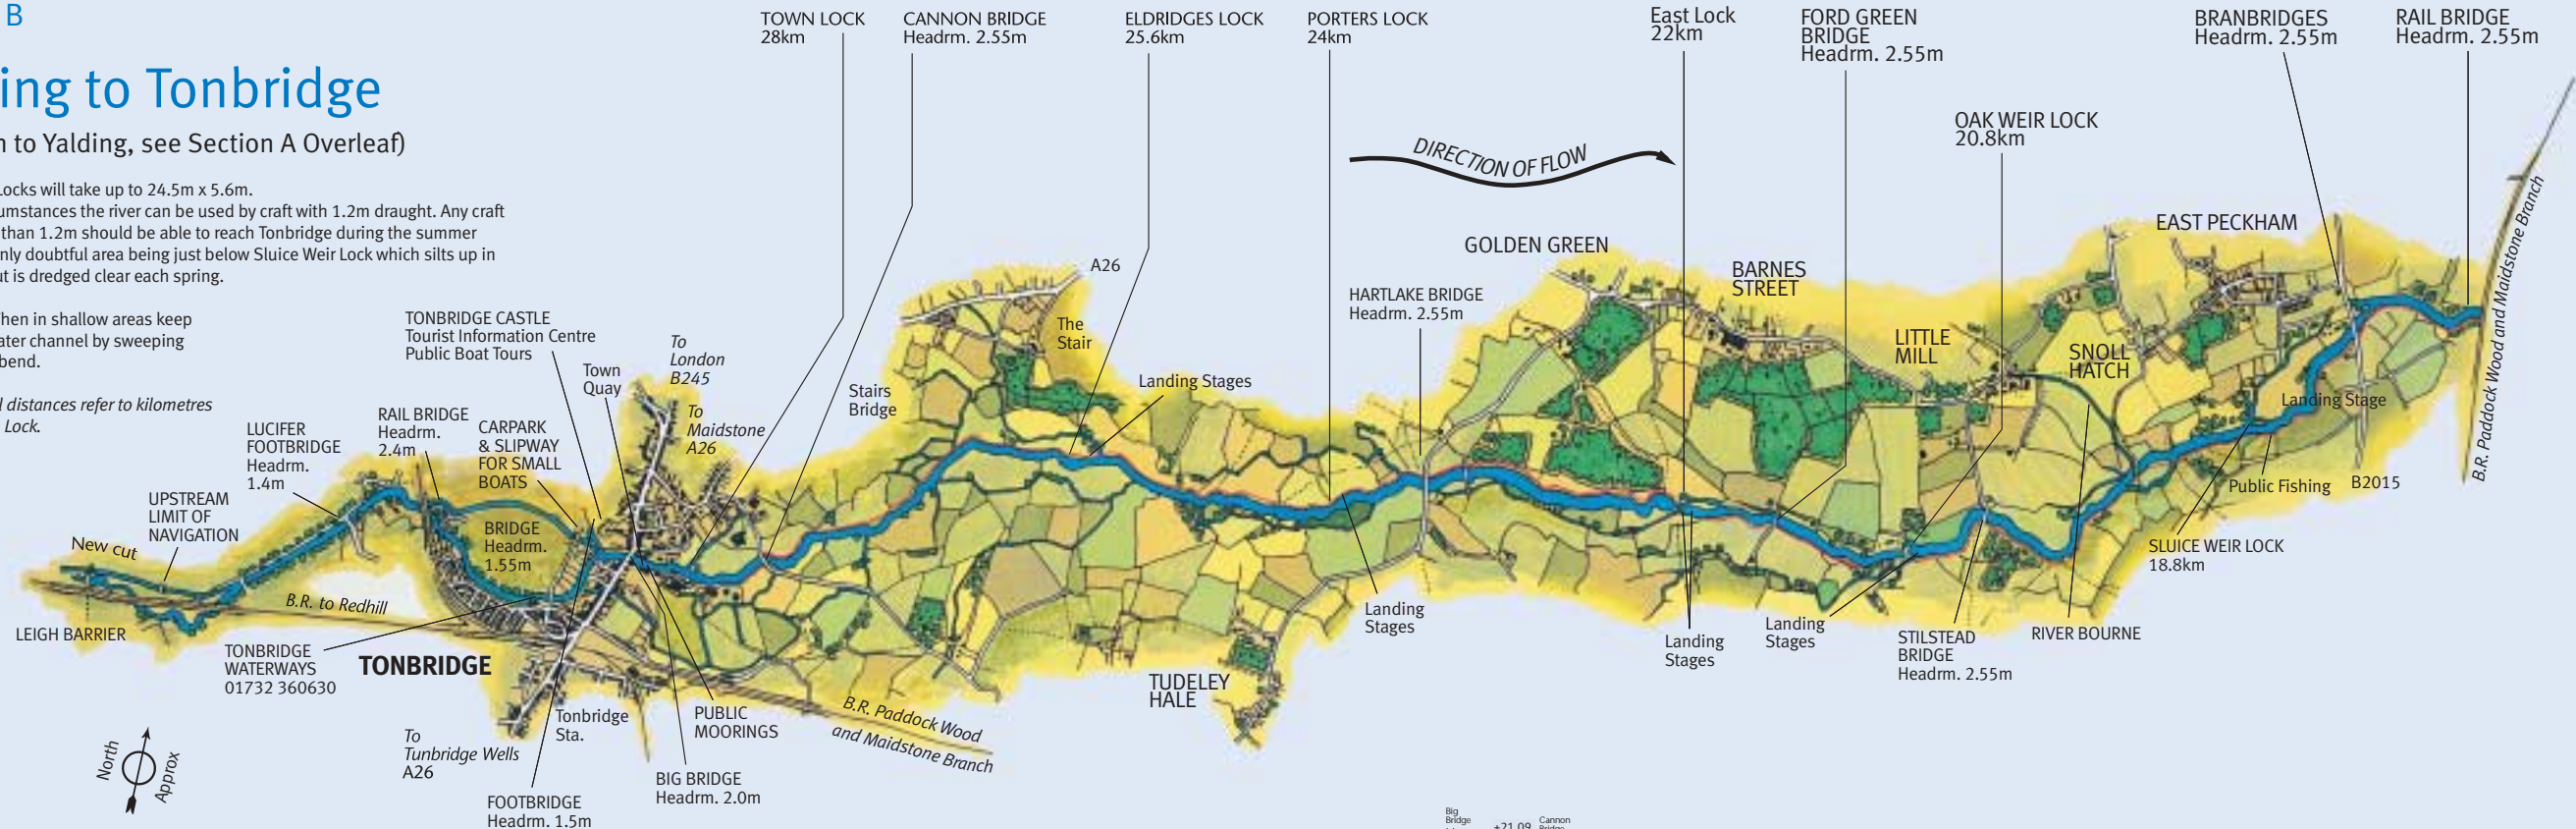 B
ing to Tonbridge
n to Yalding, see Section A Overleaf)
Locks will take up to 24.5m x 5.6m.
umstances the river can be used by craft with 1.2m draught. Any craft
than 1.2m should be able to reach Tonbridge during the summer
nly doubtful area being just below Sluice Weir Lock which silts up in
ut is dredged clear each spring.
hen in shallow areas keep
ater channel by sweeping
bend.
l distances refer to kilometres
Lock.
TOWN LOCK
28km
CANNON BRIDGE
Headrm. 2.55m
ELDRIDGES LOCK
25.6km
PORTERS LOCK
24km
East Lock
22km
FORD GREEN
BRIDGE
Headrm. 2.55m
BRANBRIDGES
Headrm. 2.55m
RAIL BRIDGE
Headrm. 2.55m
OAK WEIR LOCK
20.8km
DIRECTION OF FLOW
B.R. Paddock Wood and Maidstone Branch
EAST PECKHAM
GOLDEN GREEN
BARNES
STREET
HARTLAKE BRIDGE
Headrm. 2.55m
LITTLE
MILL
SNOLL
HATCH
Landing Stage
A26
The
Stair
Stairs
Bridge
Landing Stages
TONBRIDGE CASTLE
Tourist Information Centre
Public Boat Tours
Town
Quay
To
London
B245
To
Maidstone
A26
LUCIFER
FOOTBRIDGE
Headrm.
1.4m
RAIL BRIDGE
Headrm.
2.4m
CARPARK
& SLIPWAY
FOR SMALL
BOATS
UPSTREAM
LIMIT OF
NAVIGATION
New cut
BRIDGE
Headrm.
1.55m
B.R. to Redhill
LEIGH BARRIER
TONBRIDGE
WATERWAYS
01732 360630
TONBRIDGE
Tonbridge
Sta.
To
Tunbridge Wells
A26
FOOTBRIDGE
Headrm. 1.5m
BIG BRIDGE
Headrm. 2.0m
PUBLIC
MOORINGS
B.R. Paddock Wood
and Maidstone Branch
TUDELEY
HALE
Landing
Stages
Landing
Stages
Landing
Stages
STILSTEAD
BRIDGE
Headrm. 2.55m
RIVER BOURNE
SLUICE WEIR LOCK
18.8km
Public Fishing
B2015
North
Approx
Big
Bridge
+21.09
Cannon